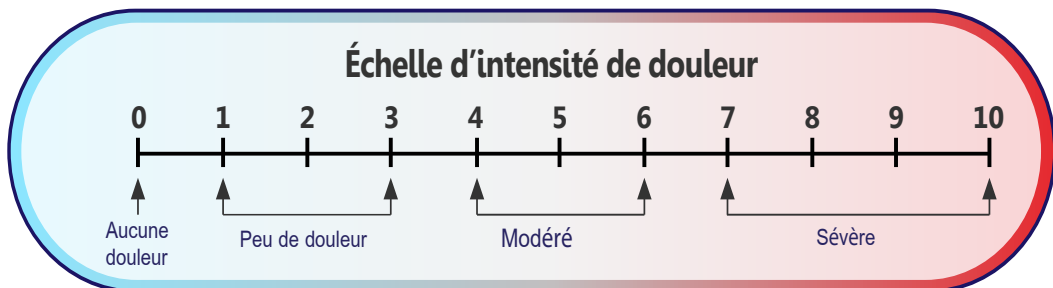 Échelle d'intensité de douleur
0 1 2 3 4 5 6 7 8 9 10
Aucune
douleur
Peu de douleur
Modéré
Sévère